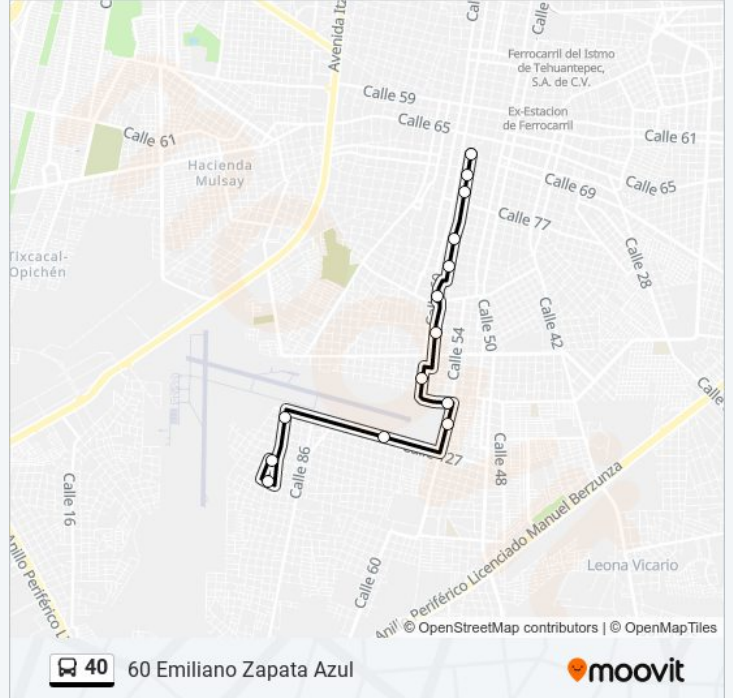 Avenida Itz
Calle
Calle
Ferrocarril del Istmo
de Tehuantepec,
S.A. de C.V.
Calle 59
Calle 65
Ex-Estacion
de Ferrocarril
Calle 61
Calle 61
Hacienda
Mulsay
Calle 69
Calle 65
Calle 77
Tixcacal-
Opichén
Calle 28
Calle 50
Calle 42
Calle 54
Calle
Calle 86
Calle 48
Calle 16
Calle 60
Anillo Periférico L
Periférico Licenciado Manuel Berzunza
Leona Vicario
© OpenStreetMap contributors | © OpenMapTiles
40 60 Emiliano Zapata Azul
moovit